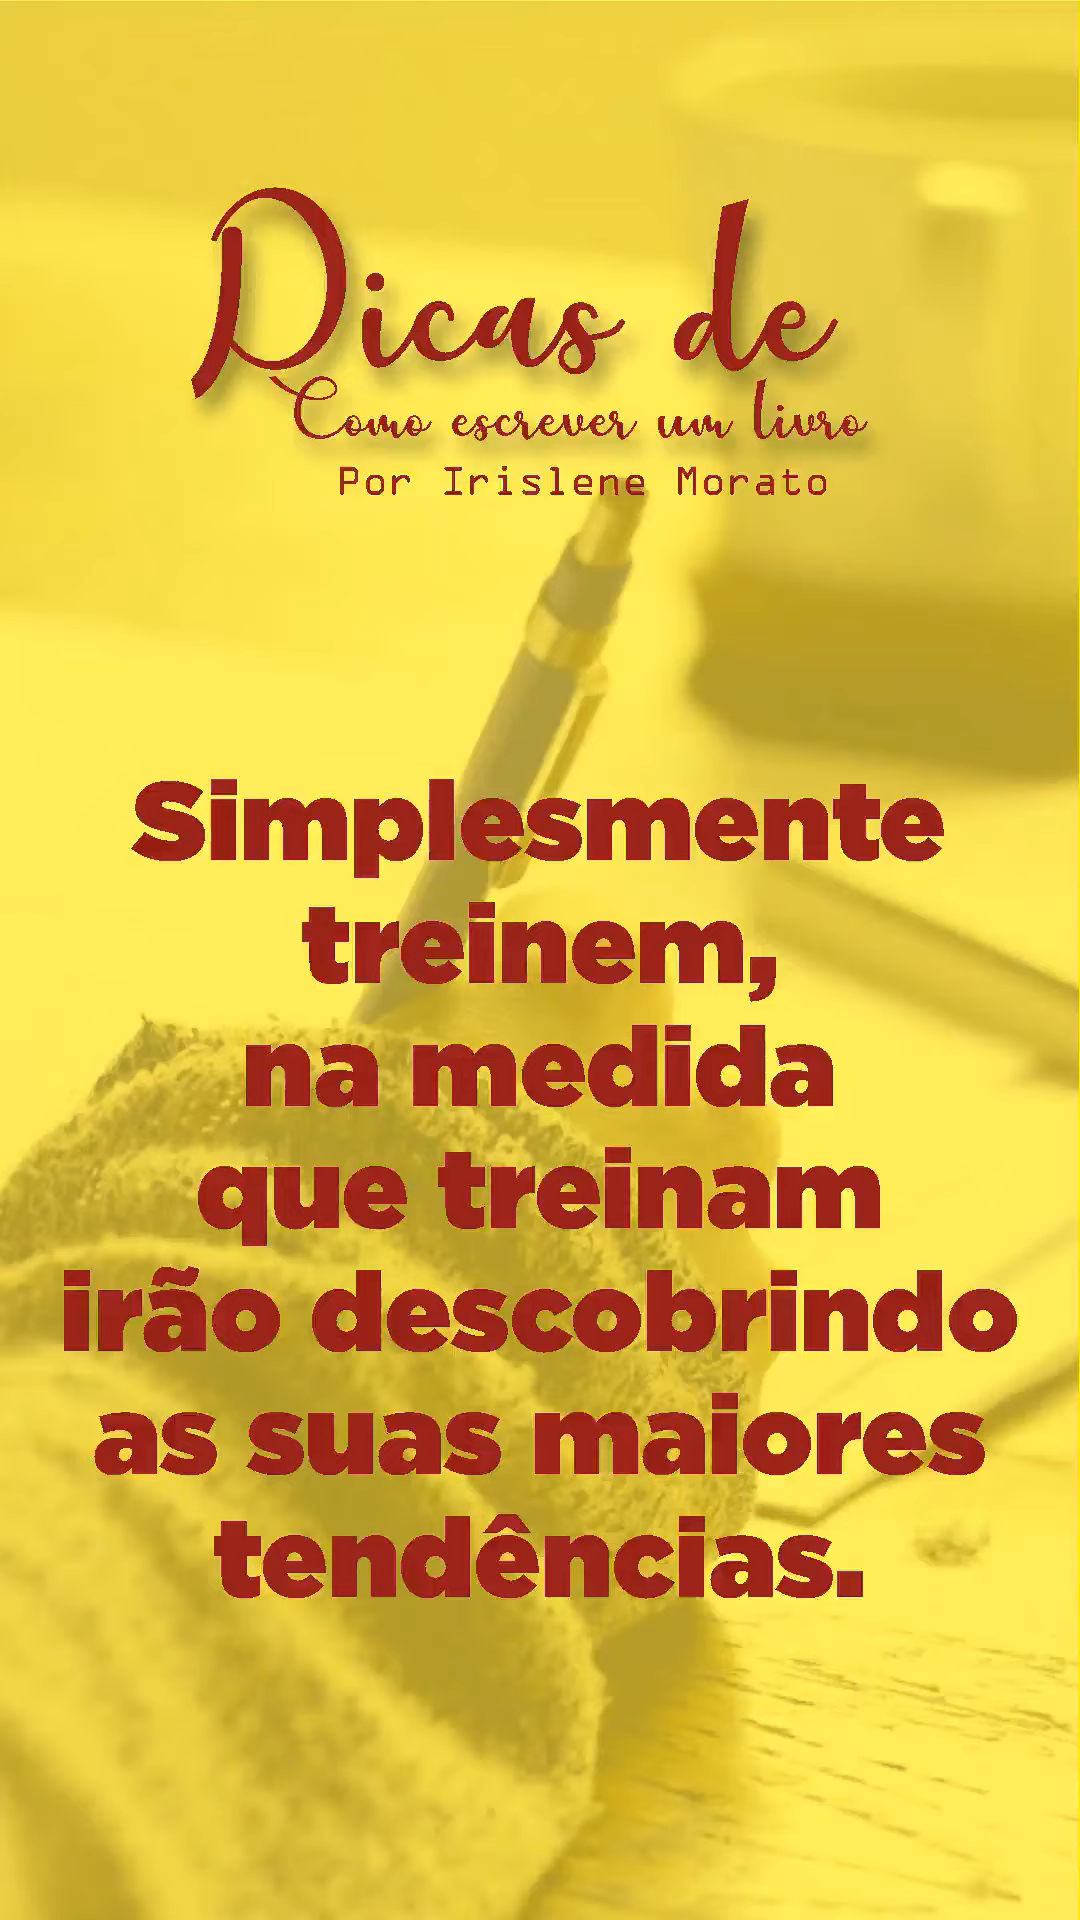 Dicas de
Como escrever um livro
Por Irislene Morato
Simplesmente
treinem,
na medida
que treinam
irão descobrindo
as suas maiores
tendências.